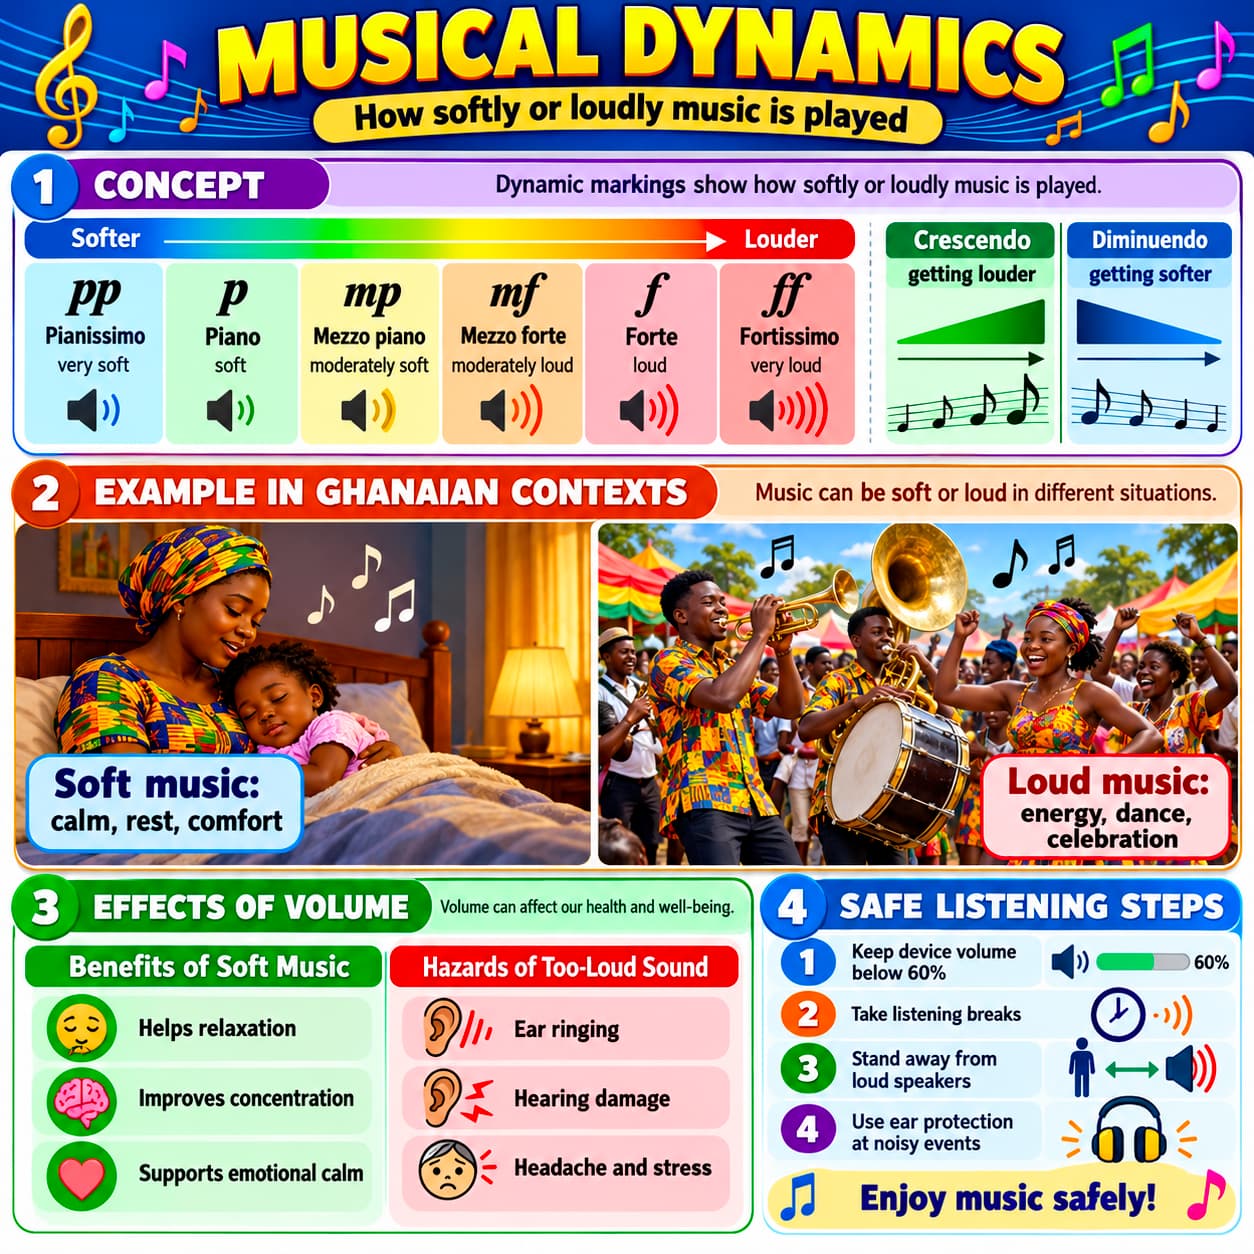 MUSICAL DYNAMICS
How softly or loudly music is played
1 CONCEPT
Dynamic markings show how softly or loudly music is played.
Softer
Louder
pp
Pianissimo
very soft
p
Piano
soft
mp
Mezzo piano
moderately soft
mf
Mezzo forte
moderately loud
f
Forte
loud
ff
Fortissimo
very loud
Crescendo
getting louder
Diminuendo
getting softer
2 EXAMPLE IN GHANAIAN CONTEXTS
Music can be soft or loud in different situations.
Soft music:
calm, rest, comfort
Loud music:
energy, dance,
celebration
3 EFFECTS OF VOLUME
Volume can affect our health and well-being.
Benefits of Soft Music
Helps relaxation
Improves concentration
Supports emotional calm
Hazards of Too-Loud Sound
Ear ringing
Hearing damage
Headache and stress
4 SAFE LISTENING STEPS
1 Keep device volume
below 60%
60%
2 Take listening breaks
3 Stand away from
loud speakers
4 Use ear protection
at noisy events
Enjoy music safely!